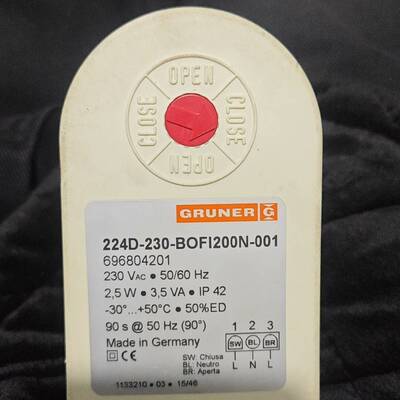 OPEN
CLOSE
CLOSE
OPEN
GRUNER G
224D-230-BOFI200N-001
696804201
230 VAC • 50/60 Hz
2,5 W • 3,5 VA • IP 42
-30°...+50°C • 50%ED
90 s @ 50 Hz (90°)
Made in Germany
1 2 3
SW BL BR
L N L
CE
SW: Chiusa
BL: Neutro
BR: Aperta
1133210 • 03 • 15/46